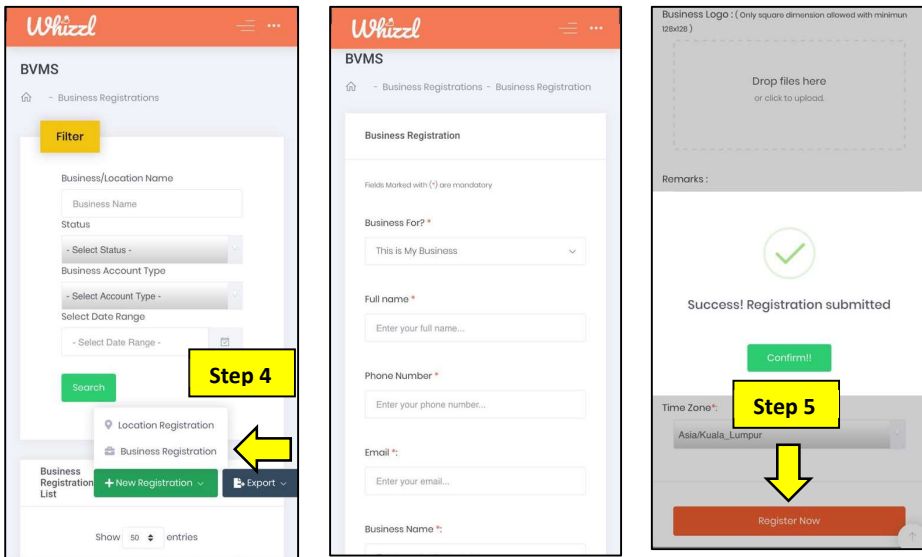 Whizzl
BVMS
- Business Registrations
Filter
Business/Location Name
Business Name
Status
- Select Status -
Business Account Type
- Select Account Type -
Select Date Range
- Select Date Range -
Search
Step 4
Location Registration
Business Registration
Business
Registration
List
New Registration
Export
Show 50 entries
Whizzl
BVMS
- Business Registrations - Business Registration
Business Registration
Fields Marked with (*) are mandatory
Business For? *
This is My Business
Full name *
Enter your full name...
Phone Number *
Enter your phone number...
Email *:
Enter your email...
Business Name *:
Business Logo : ( Only square dimension allowed with minimun
128x128 )
Drop files here
or click to upload.
Remarks :
Success! Registration submitted
Confirm!!
Time Zone*:
Step 5
Asia/Kuala_Lumpur
Register Now